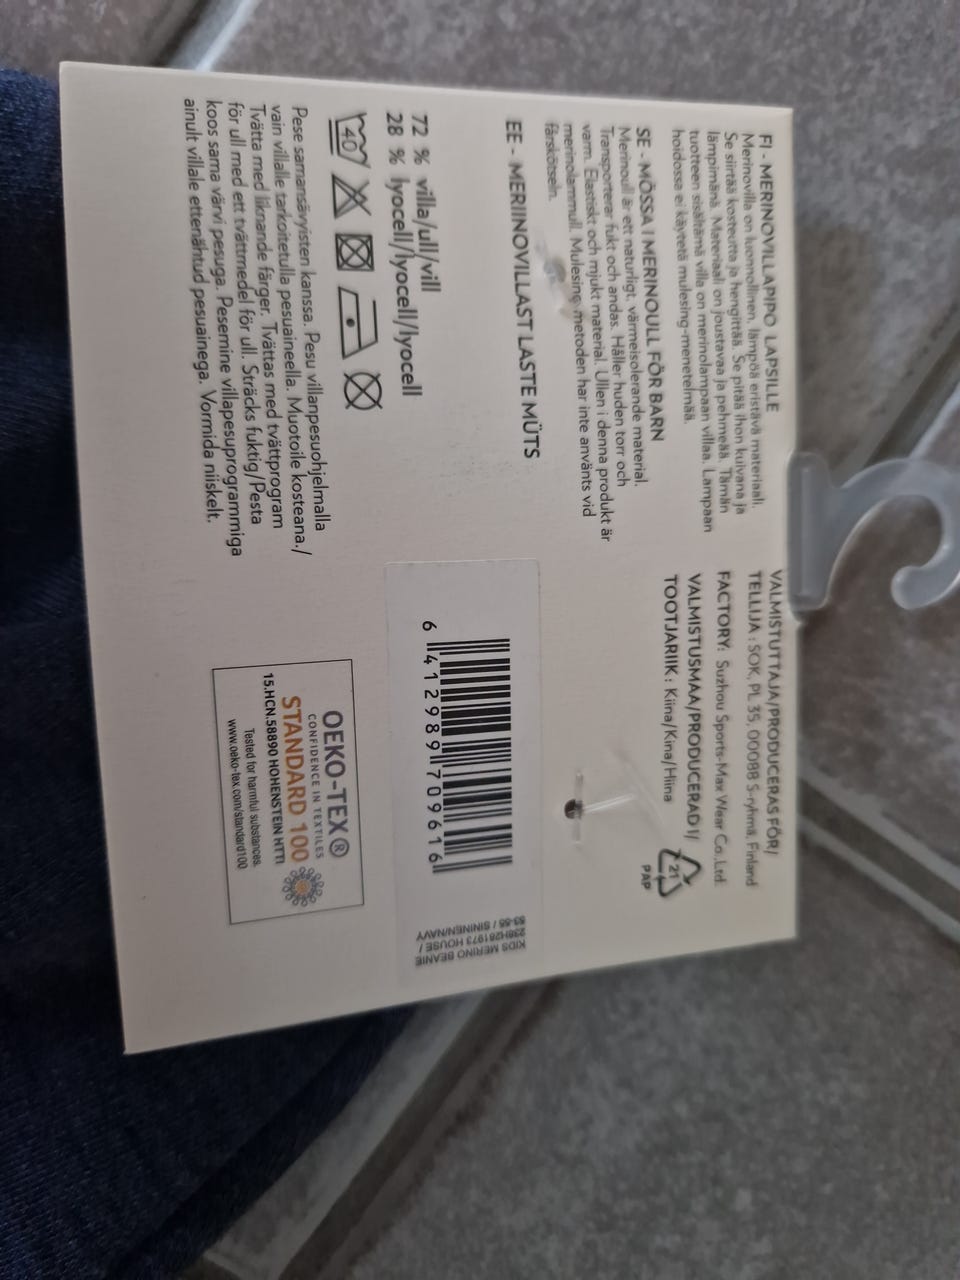 FI - MERINOVILLAPIPO LAPSILLE
Merinovilla on luonnollinen, lämpöä eristävä materiaali.
Se siirtää kosteutta ja hengittää. Se pitää ihon kuivana ja
lämpimänä. Materiaali on joustavaa ja pehmeää. Tämän
tuotteen sisältämä villa on merinolampaan villaa. Lampaan
hoidossa ei käytetä mulesing-menetelmää.
SE - MÖSSA I MERINOULL FÖR BARN
Merinoull är ett naturligt, värmeisolerande material.
Transporterar fukt och andas. Håller huden torr och
varm. Elastiskt och mjukt material. Ullen i denna produkt är
merinolammull. Mulesing metoden har inte använts vid
fårskötseln.
EE - MERIINOVILLAST LASTE MÜTS
72 % villa/ull/vill
28 % lyocell/lyocell/lyocell
40
Pese samansävyisten kanssa. Pesu villanpesuohjelmalla
vain villalle tarkoitetulla pesuaineella. Muotoile kosteana./
Tvätta med liknande färger. Tvättas med tvättprogram
för ull med ett tvättmedel för ull. Sträcks fuktig/Pesta
koos sama värvi pesuga. Pesemine villapesuprogrammiga
ainult villale ettenähtud pesuainega. Vormida niiskelt.
VALMISTUTTAJA/PRODUCERAS FÖR/
TELLIJA : SOK, PL 35, 00088 S-ryhmä, Finland
FACTORY: Suzhou Sports-Max Wear Co.,Ltd.
VALMISTUSMAA/PRODUCERAD I/
TOOTJARIIK : Kiina/Kina/Hiina
21
PAP
6 412989 709616
KIDS MERINO BEANIE
238H281973 HOUSE /
53-55 / SININEN/NAVY
OEKO-TEX®
CONFIDENCE IN TEXTILES
STANDARD 100
15.HCN.58890 HOHENSTEIN HTTI
Tested for harmful substances.
www.oeko-tex.com/standard100